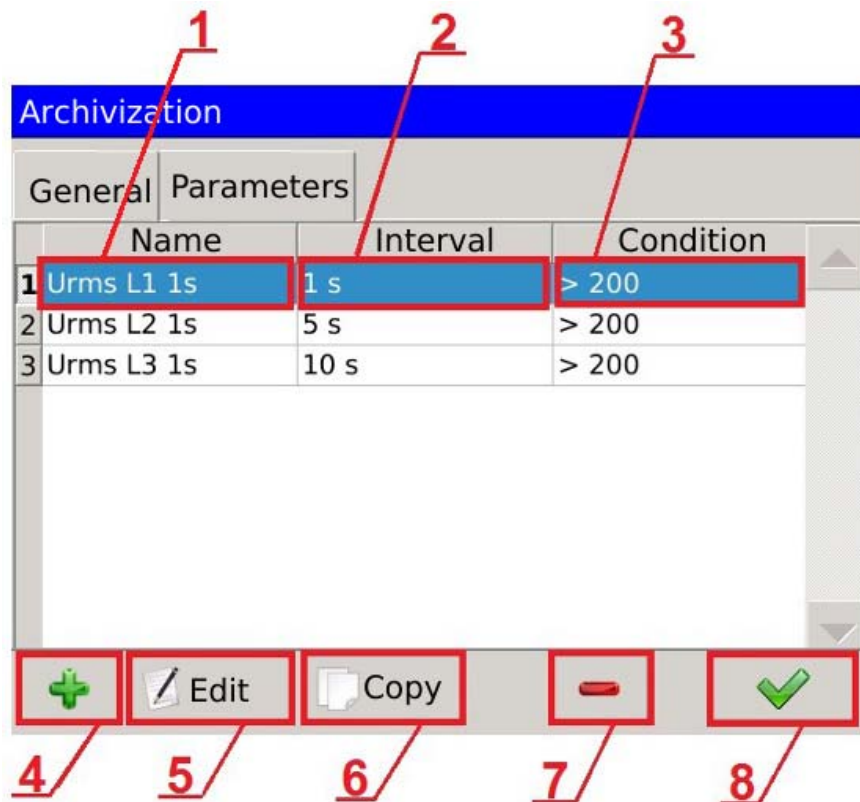 1 2 3
Archivization
General Parameters
Name Interval Condition
1 Urms L1 1s 1 s > 200
2 Urms L2 1s 5 s > 200
3 Urms L3 1s 10 s > 200
Edit Copy
4 5 6 7 8